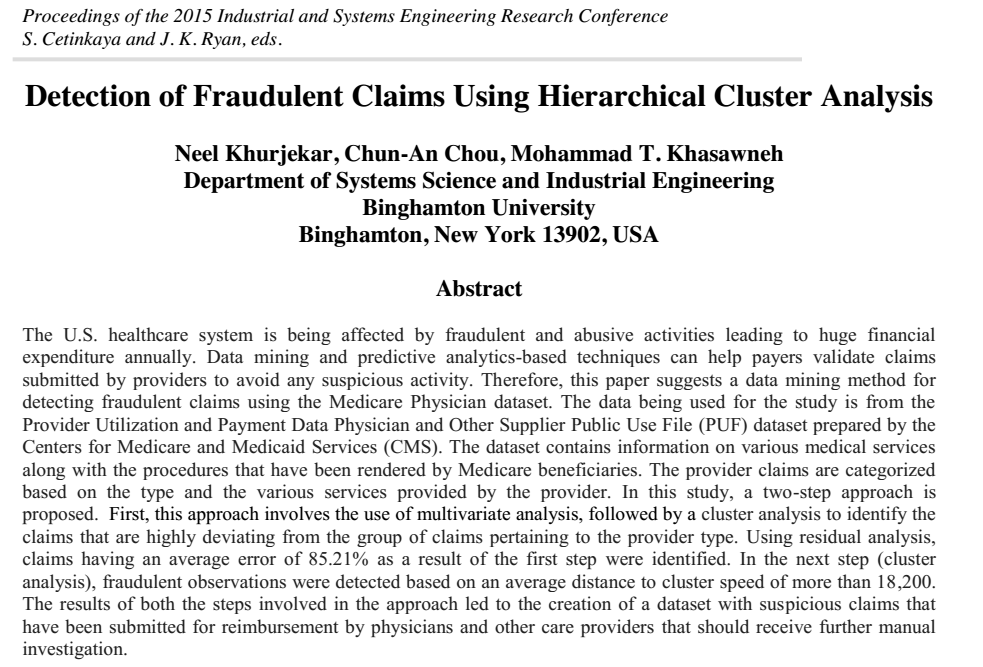 Proceedings of the 2015 Industrial and Systems Engineering Research Conference
S. Cetinkaya and J. K. Ryan, eds.
Detection of Fraudulent Claims Using Hierarchical Cluster Analysis
Neel Khurjekar, Chun-An Chou, Mohammad T. Khasawneh
Department of Systems Science and Industrial Engineering
Binghamton University
Binghamton, New York 13902, USA
Abstract
The U.S. healthcare system is being affected by fraudulent and abusive activities leading to huge financial
expenditure annually. Data mining and predictive analytics-based techniques can help payers validate claims
submitted by providers to avoid any suspicious activity. Therefore, this paper suggests a data mining method for
detecting fraudulent claims using the Medicare Physician dataset. The data being used for the study is from the
Provider Utilization and Payment Data Physician and Other Supplier Public Use File (PUF) dataset prepared by the
Centers for Medicare and Medicaid Services (CMS). The dataset contains information on various medical services
along with the procedures that have been rendered by Medicare beneficiaries. The provider claims are categorized
based on the type and the various services provided by the provider. In this study, a two-step approach is
proposed. First, this approach involves the use of multivariate analysis, followed by a cluster analysis to identify the
claims that are highly deviating from the group of claims pertaining to the provider type. Using residual analysis,
claims having an average error of 85.21% as a result of the first step were identified. In the next step (cluster
analysis), fraudulent observations were detected based on an average distance to cluster speed of more than 18,200.
The results of both the steps involved in the approach led to the creation of a dataset with suspicious claims that
have been submitted for reimbursement by physicians and other care providers that should receive further manual
investigation.